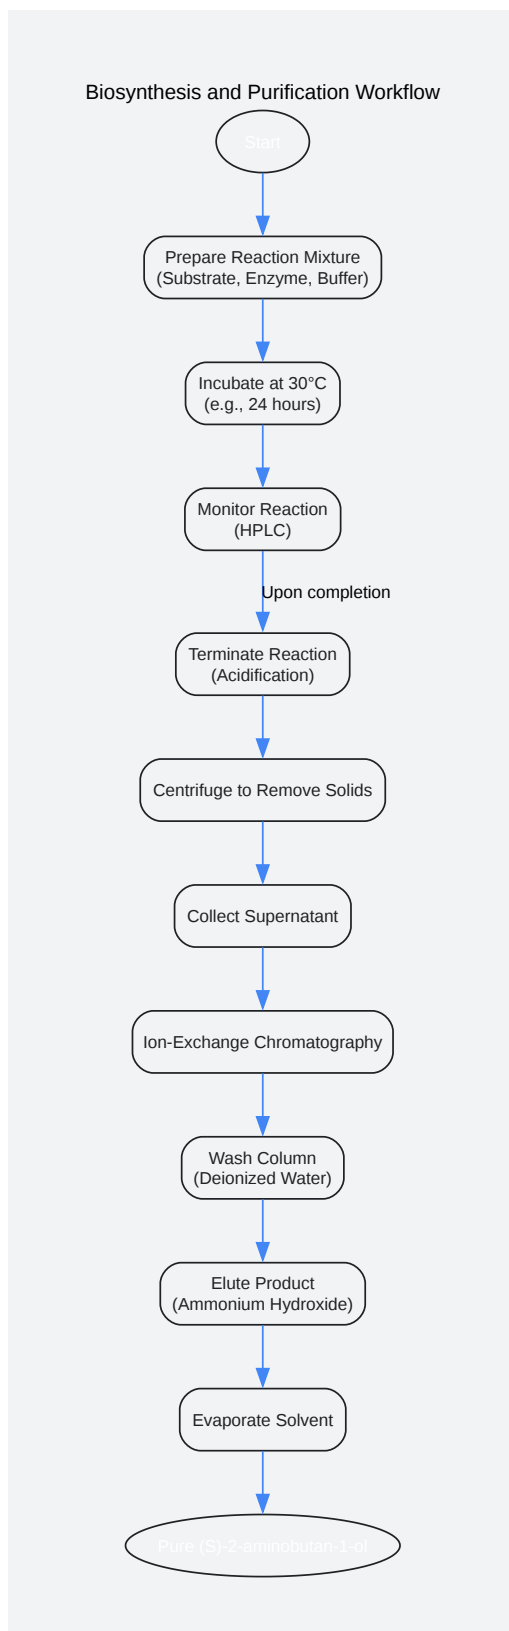 Biosynthesis and Purification Workflow
Start
Prepare Reaction Mixture
(Substrate, Enzyme, Buffer)
Incubate at 30°C
(e.g., 24 hours)
Monitor Reaction
(HPLC)
Upon completion
Terminate Reaction
(Acidification)
Centrifuge to Remove Solids
Collect Supernatant
Ion-Exchange Chromatography
Wash Column
(Deionized Water)
Elute Product
(Ammonium Hydroxide)
Evaporate Solvent
Pure (S)-2-aminobutan-1-ol